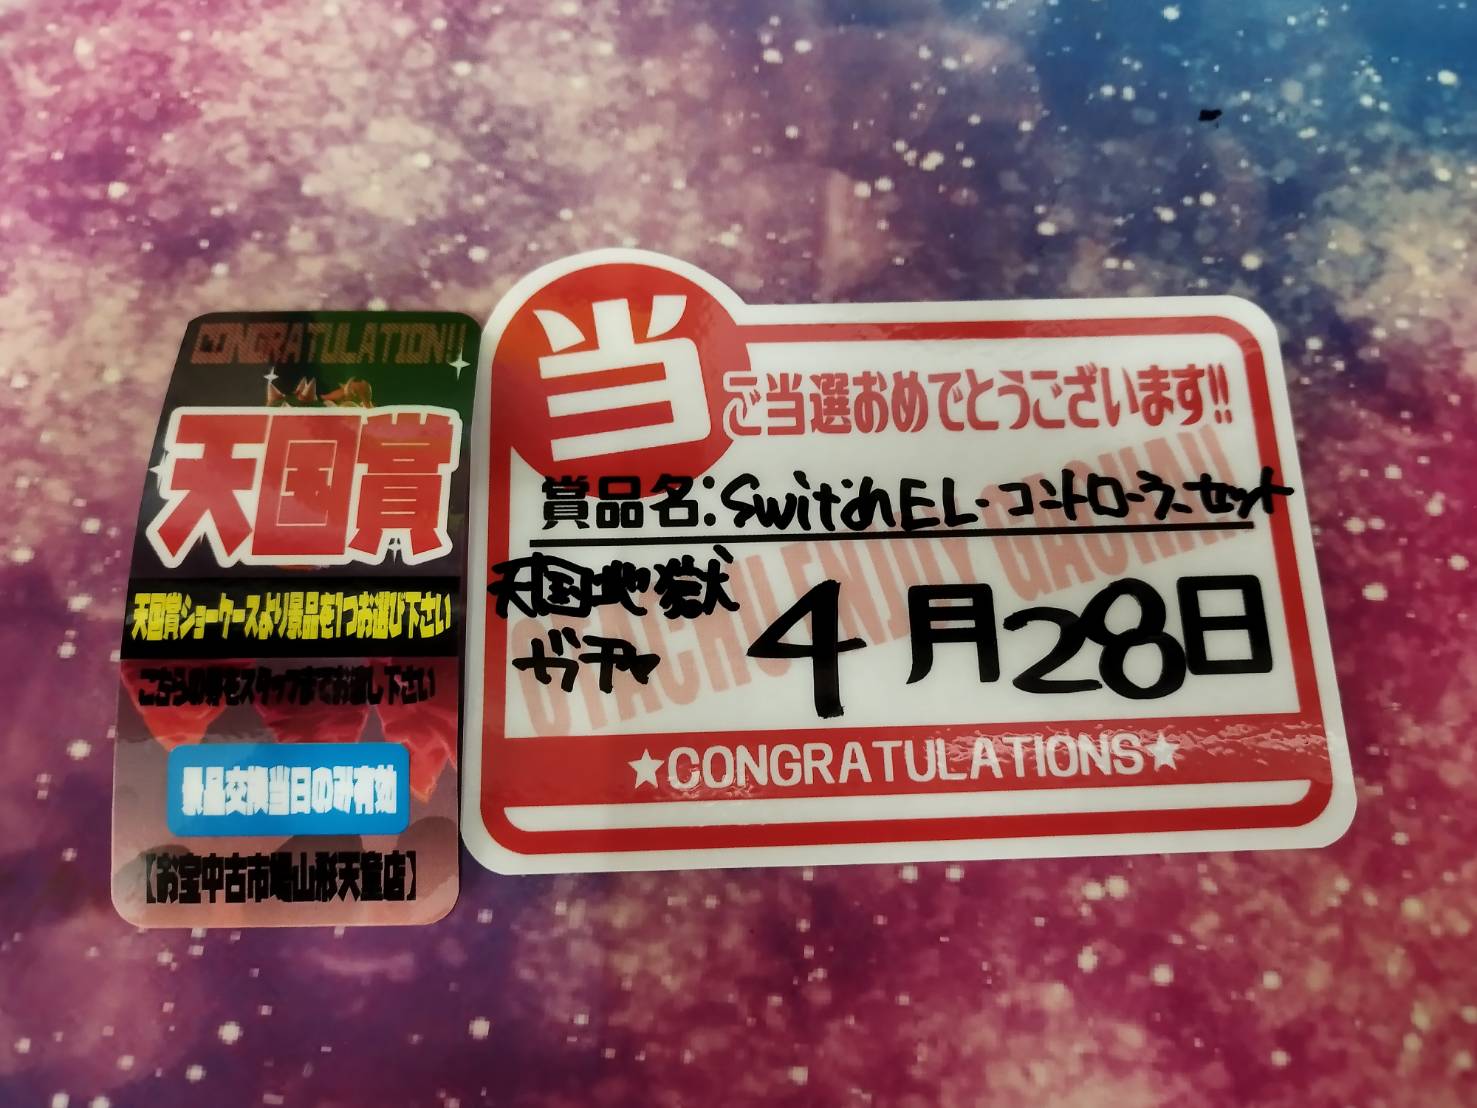 CONGRATULATION!!
天国賞
天国賞ショーケースより景品を1つお選び下さい
こちらの券をスタッフまでお渡し下さい
景品交換当日のみ有効
【お宝中古市場山形天童店】
当
ご当選おめでとうございます!!
賞品名:SwitchEL・コントローラーセット
天国地獄
ガチャ
4月28日
OTACHU ENJOY GACHA!!
★CONGRATULATIONS★